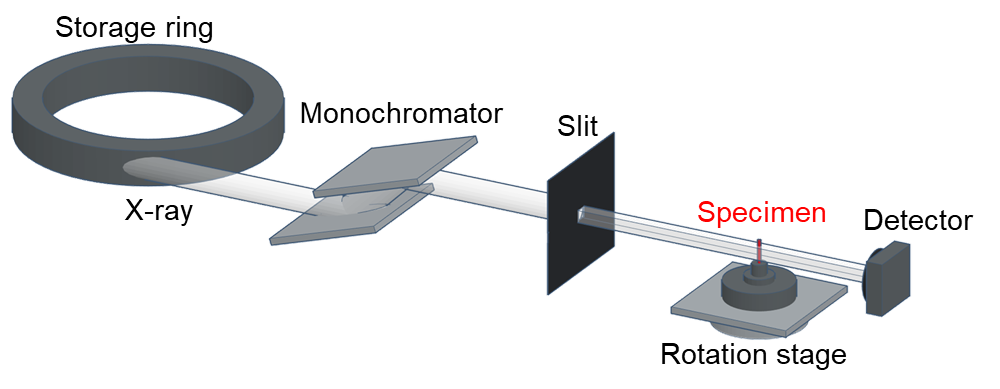 Storage ring
Monochromator
Slit
X-ray
Specimen
Detector
Rotation stage